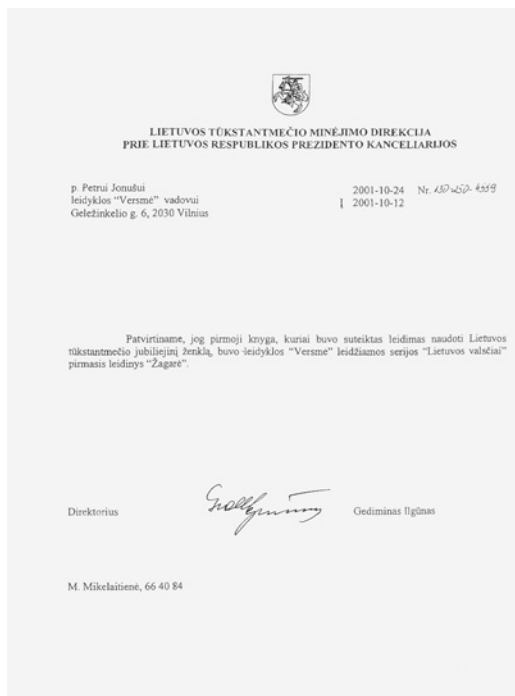 LIETUVOS TŪKSTANTMEČIO MINĖJIMO DIREKCIJA
PRIE LIETUVOS RESPUBLIKOS PREZIDENTO KANCELIARIJOS
p. Petrui Jonušui
leidyklos “Versmė” vadovui
Geležinkelio g. 6, 2030 Vilnius
2001-10-24 Nr.
Į 2001-10-12
Patvirtiname, jog pirmoji knyga, kuriai buvo suteiktas leidimas naudoti Lietuvos
tūkstantmečio jubiliejinį ženklą, buvo leidyklos “Versmė” leidžiamos serijos “Lietuvos valsčiai”
pirmasis leidinys “Žagarė”.
Direktorius
Gediminas Ilgūnas
M. Mikelaitienė, 66 40 84